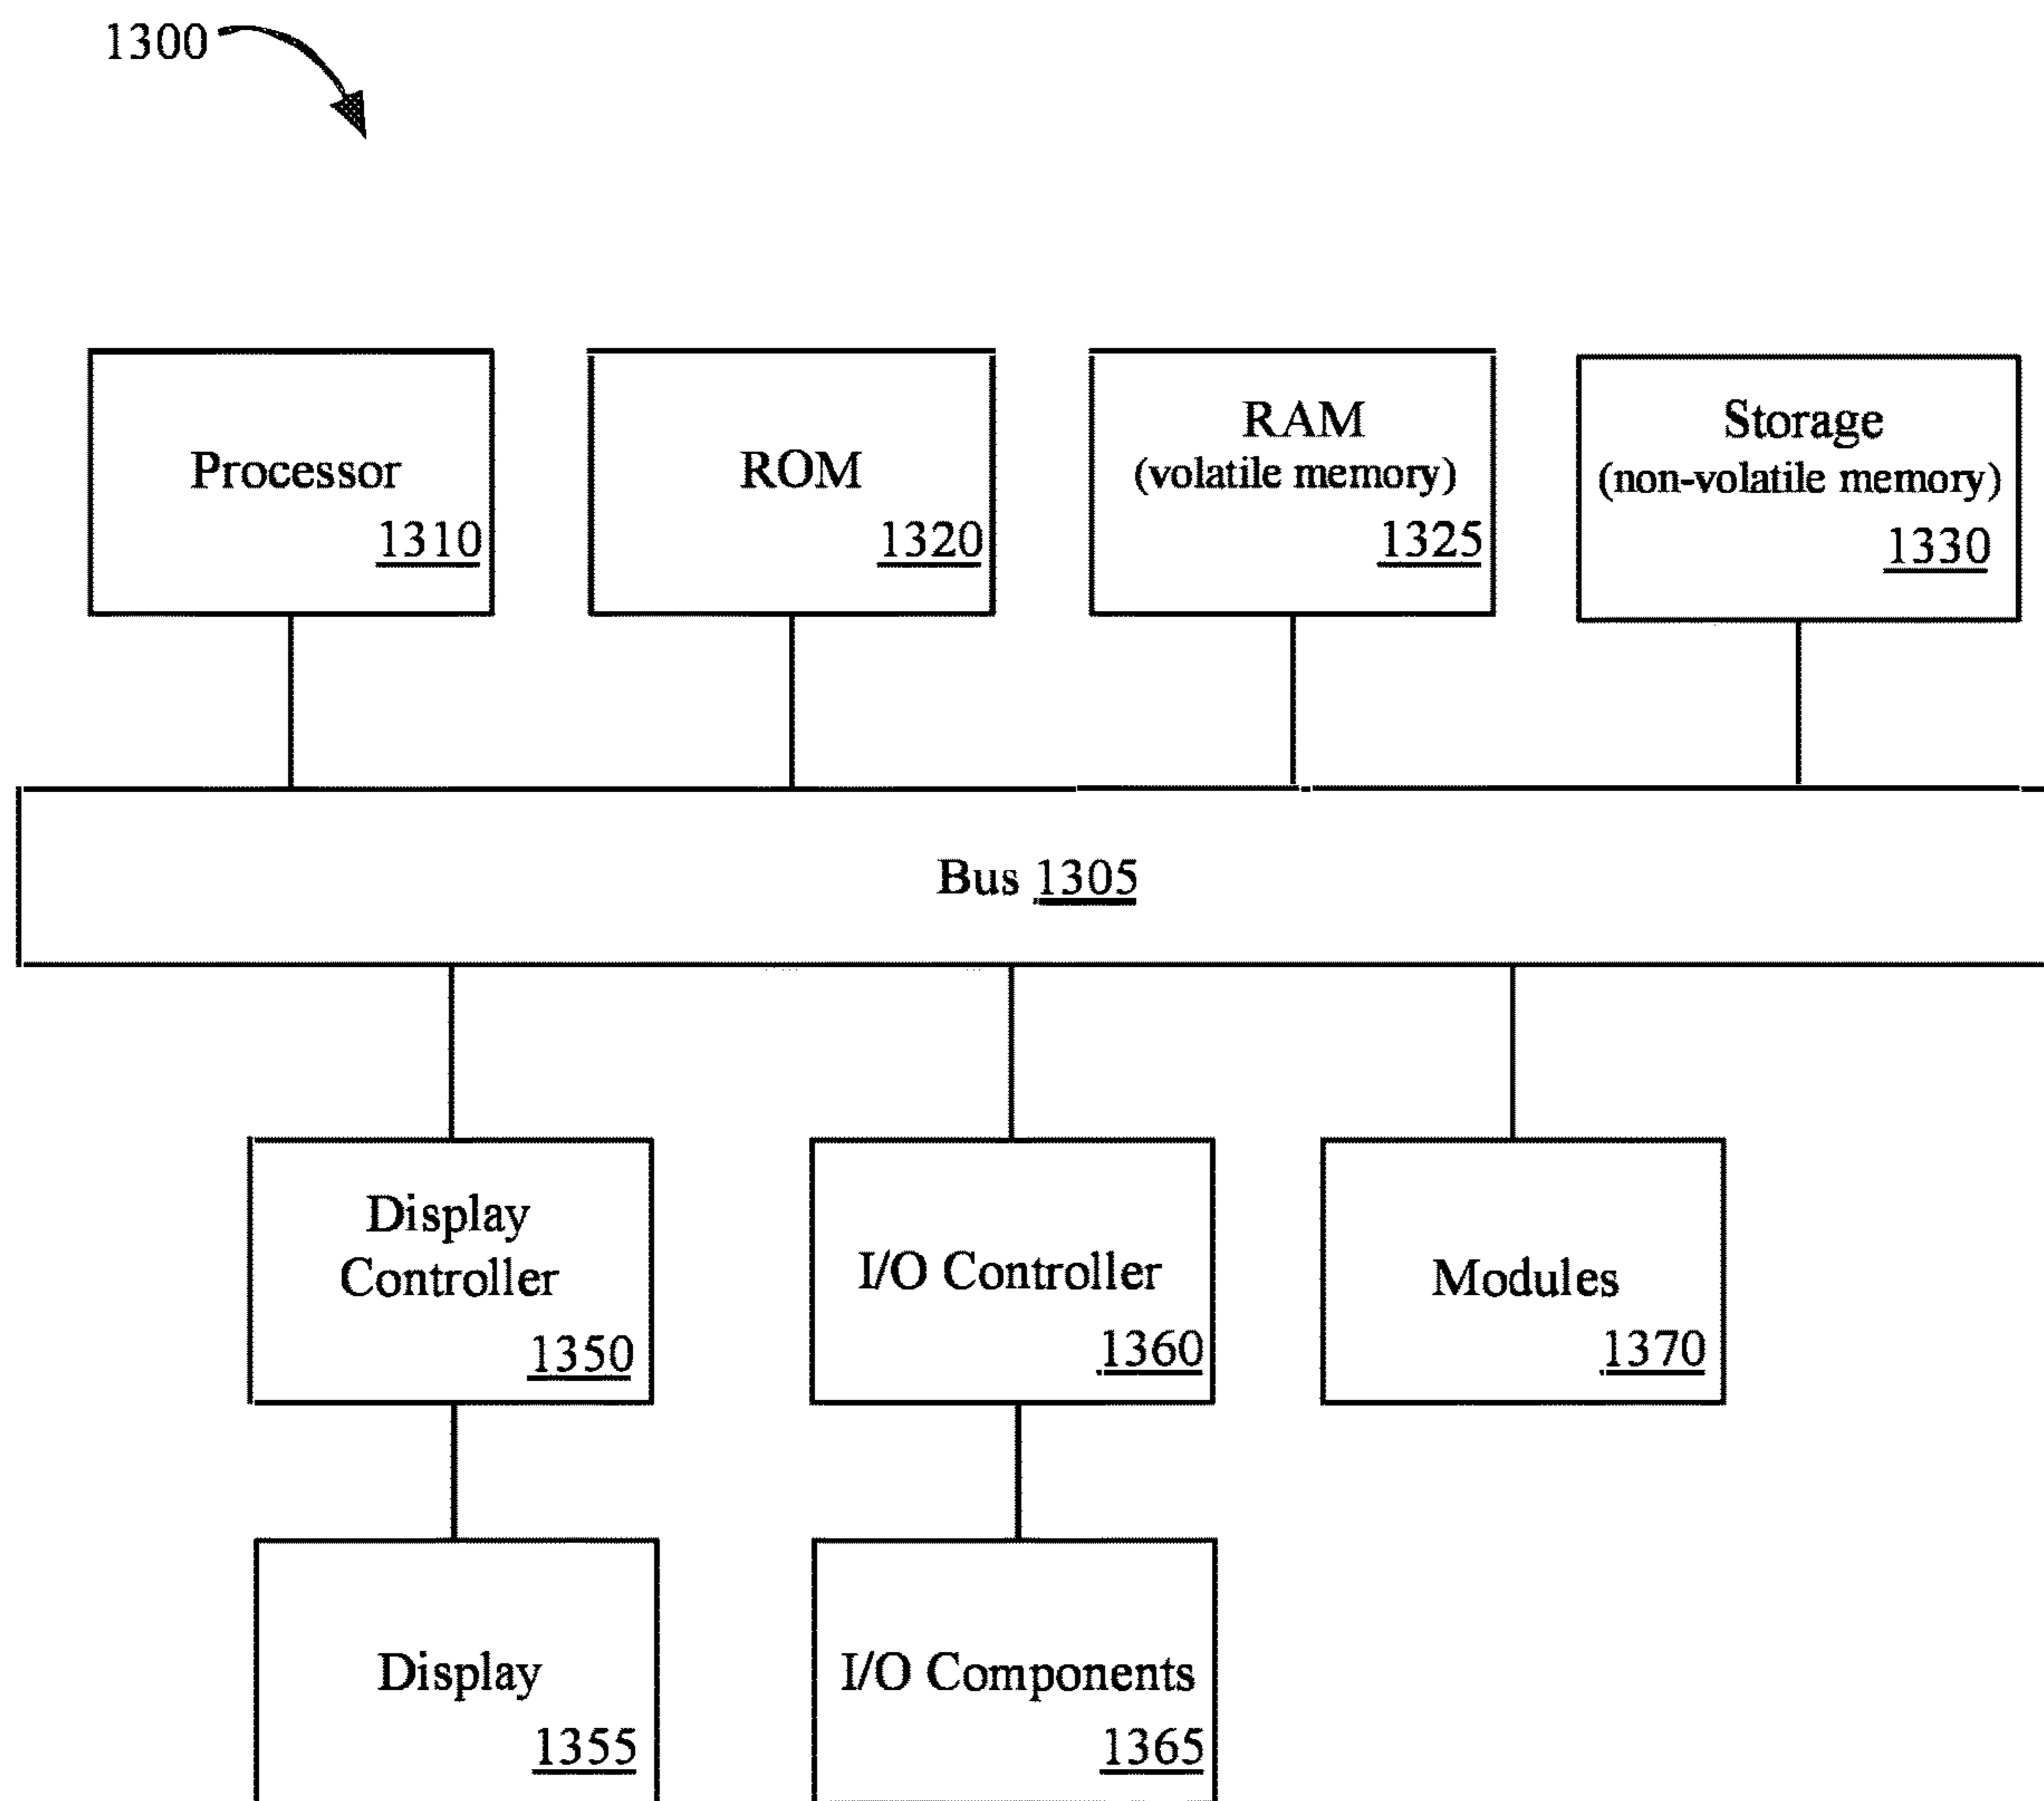 1300
Processor
1310
ROM
1320
RAM
(volatile memory)
1325
Storage
(non-volatile memory)
1330
Bus 1305
Display
Controller
1350
I/O Controller
1360
Modules
1370
Display
1355
I/O Components
1365